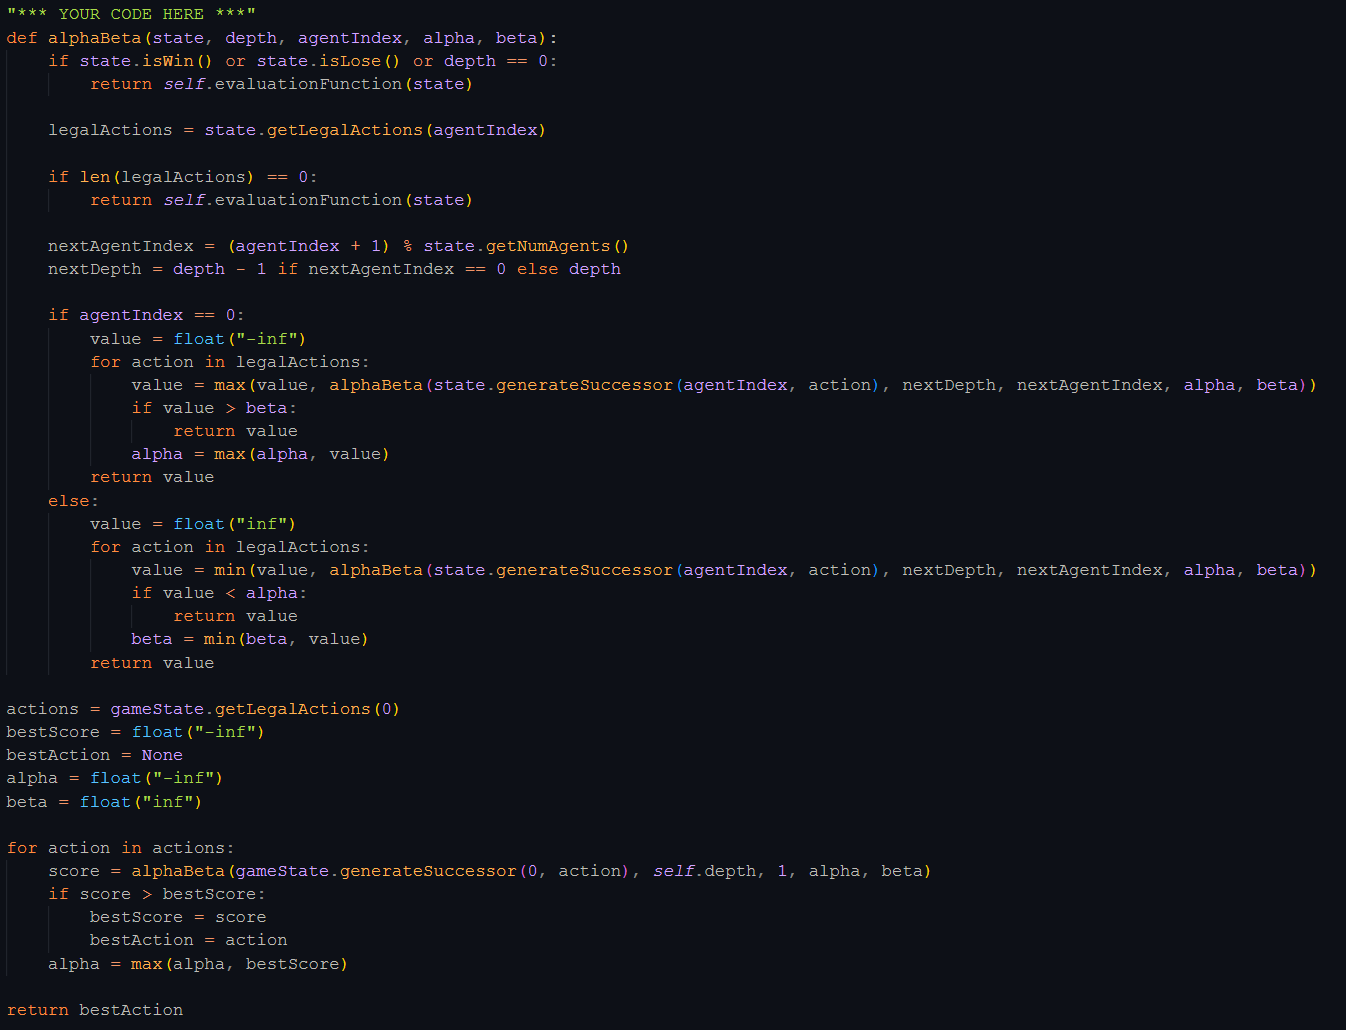 "*** YOUR CODE HERE ***"
def alphaBeta(state, depth, agentIndex, alpha, beta):
    if state.isWin() or state.isLose() or depth == 0:
        return self.evaluationFunction(state)

    legalActions = state.getLegalActions(agentIndex)

    if len(legalActions) == 0:
        return self.evaluationFunction(state)

    nextAgentIndex = (agentIndex + 1) % state.getNumAgents()
    nextDepth = depth - 1 if nextAgentIndex == 0 else depth

    if agentIndex == 0:
        value = float("-inf")
        for action in legalActions:
            value = max(value, alphaBeta(state.generateSuccessor(agentIndex, action), nextDepth, nextAgentIndex, alpha, beta))
            if value > beta:
                return value
            alpha = max(alpha, value)
        return value
    else:
        value = float("inf")
        for action in legalActions:
            value = min(value, alphaBeta(state.generateSuccessor(agentIndex, action), nextDepth, nextAgentIndex, alpha, beta))
            if value < alpha:
                return value
            beta = min(beta, value)
        return value

actions = gameState.getLegalActions(0)
bestScore = float("-inf")
bestAction = None
alpha = float("-inf")
beta = float("inf")

for action in actions:
    score = alphaBeta(gameState.generateSuccessor(0, action), self.depth, 1, alpha, beta)
    if score > bestScore:
        bestScore = score
        bestAction = action
    alpha = max(alpha, bestScore)

return bestAction